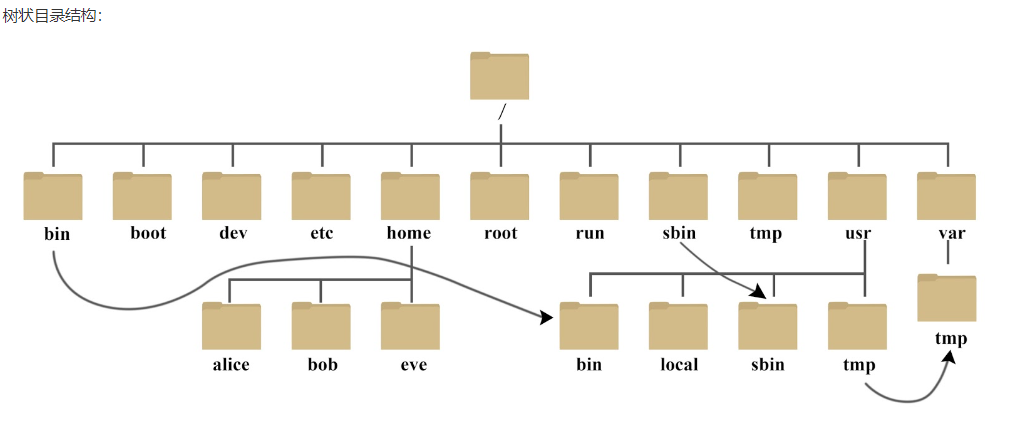 树状目录结构：
/
bin boot dev etc home root run sbin tmp usr var
alice bob eve bin local sbin tmp tmp